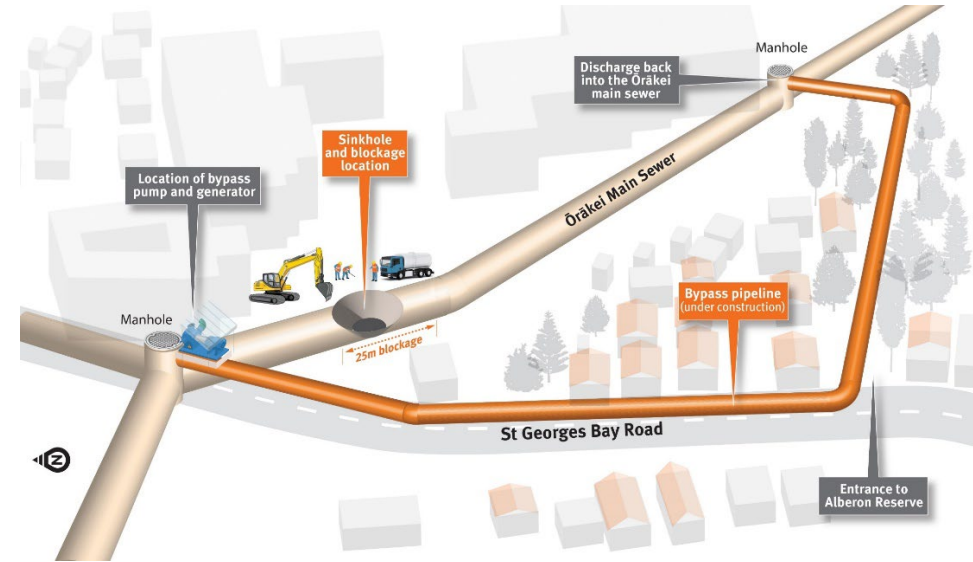 Manhole
Discharge back
into the Ōrākei
main sewer
Sinkhole
and blockage
location
Location of bypass
pump and generator
Ōrākei Main Sewer
Bypass pipeline
(under construction)
Manhole
25m blockage
St Georges Bay Road
N
Entrance to
Alberon Reserve